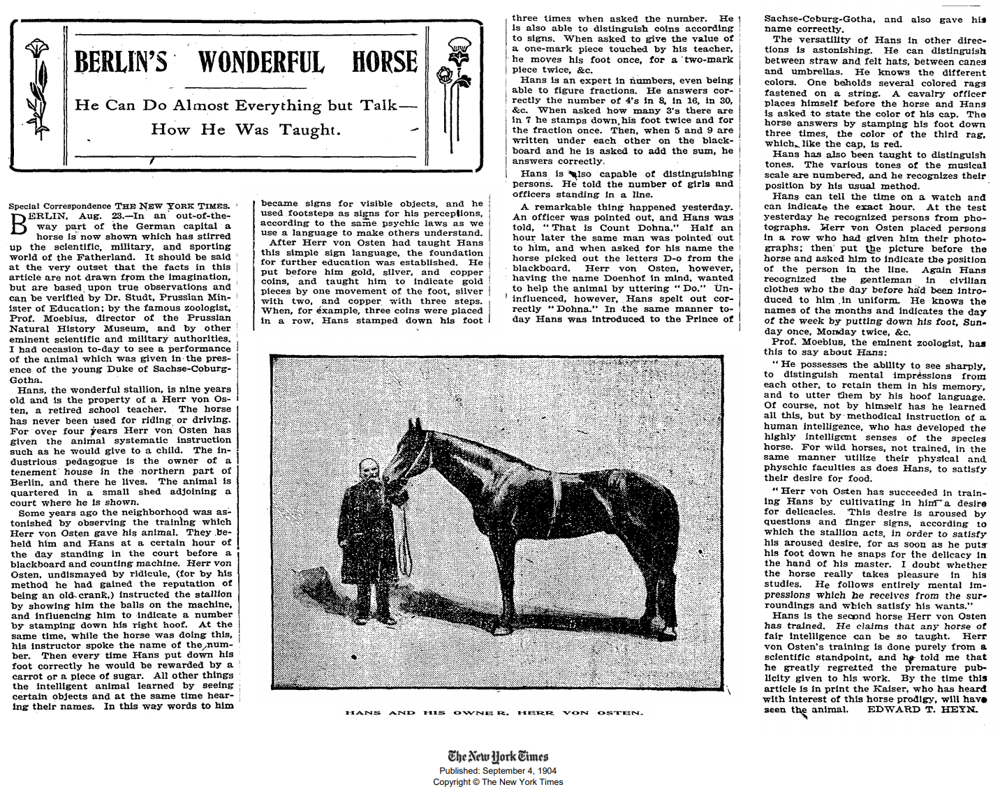 BERLIN'S WONDERFUL HORSE
He Can Do Almost Everything but Talk—
How He Was Taught.
Special Correspondence THE NEW YORK TIMES.
BERLIN, Aug. 23.—In an out-of-the-
way part of the German capital a
horse is now shown which has stirred
up the scientific, military, and sporting
world of the Fatherland. It should be said
at the very outset that the facts in this
article are not drawn from the imagination,
but are based upon true observations and
can be verified by Dr. Studt, Prussian Min-
ister of Education; by the famous zoologist,
Prof. Moebius, director of the Prussian
Natural History Museum, and by other
eminent scientific and military authorities.
I had occasion to-day to see a performance
of the animal which was given in the pres-
ence of the young Duke of Sachse-Coburg-
Gotha.
Hans, the wonderful stallion, is nine years
old and is the property of a Herr von Os-
ten, a retired school teacher. The horse
has never been used for riding or driving.
For over four years Herr von Osten has
given the animal systematic instruction
such as he would give to a child. The in-
dustrious pedagogue is the owner of a
tenement house in the northern part of
Berlin, and there he lives. The animal is
quartered in a small shed adjoining a
court where he is shown.
Some years ago the neighborhood was as-
tonished by observing the training which
Herr von Osten gave his animal. They be-
held him and Hans at a certain hour of
the day standing in the court before a
blackboard and counting machine. Herr von
Osten, undismayed by ridicule, (for by his
method he had gained the reputation of
being an old crank,) instructed the stallion
by showing him the balls on the machine,
and influencing him to indicate a number
by stamping down his right hoof. At the
same time, while the horse was doing this,
his instructor spoke the name of the num-
ber. Then every time Hans put down his
foot correctly he would be rewarded by a
carrot or a piece of sugar. All other things
the intelligent animal learned by seeing
certain objects and at the same time hear-
ing their names. In this way words to him
became signs for visible objects, and he
used footsteps as signs for his perceptions,
according to the same psychic laws as we
use a language to make others understand.
After Herr von Osten had taught Hans
this simple sign language, the foundation
for further education was established. He
put before him gold, silver, and copper
coins, and taught him to indicate gold
pieces by one movement of the foot, silver
with two, and copper with three steps.
When, for example, three coins were placed
in a row, Hans stamped down his foot
three times when asked the number. He
is also able to distinguish coins according
to signs. When asked to give the value of
a one-mark piece touched by his teacher,
he moves his foot once, for a two-mark
piece twice, &c.
Hans is an expert in numbers, even being
able to figure fractions. He answers cor-
rectly the number of 4's in 8, in 16, in 30,
&c. When asked how many 3's there are
in 7 he stamps down his foot twice and for
the fraction once. Then, when 5 and 9 are
written under each other on the black-
board and he is asked to add the sum, he
answers correctly.
Hans is also capable of distinguishing
persons. He told the number of girls and
officers standing in a line.
A remarkable thing happened yesterday.
An officer was pointed out, and Hans was
told, "That is Count Dohna." Half an
hour later the same man was pointed out
to him, and when asked for his name the
horse picked out the letters D-o from the
blackboard. Herr von Osten, however,
having the name Doenhof in mind, wanted
to help the animal by uttering "Do." Un-
influenced, however, Hans spelt out cor-
rectly "Dohna." In the same manner to-
day Hans was introduced to the Prince of
Sachse-Coburg-Gotha, and also gave his
name correctly.
The versatility of Hans in other direc-
tions is astonishing. He can distinguish
between straw and felt hats, between canes
and umbrellas. He knows the different
colors. One beholds several colored rags
fastened on a string. A cavalry officer
places himself before the horse and Hans
is asked to state the color of his cap. The
horse answers by stamping his foot down
three times, the color of the third rag,
which, like the cap, is red.
Hans has also been taught to distinguish
tones. The various tones of the musical
scale are numbered, and he recognizes their
position by his usual method.
Hans can tell the time on a watch and
can indicate the exact hour. At the test
yesterday he recognized persons from pho-
tographs. Herr von Osten placed persons
in a row who had given him their photo-
graphs; then put the picture before the
horse and asked him to indicate the position
of the person in the line. Again Hans
recognized the gentleman in civilian
clothes who the day before had been intro-
duced to him in uniform. He knows the
names of the months and indicates the day
of the week by putting down his foot, Sun-
day once, Monday twice, &c.
Prof. Moebius, the eminent zoologist, has
this to say about Hans:
"He possesses the ability to see sharply,
to distinguish mental impressions from
each other, to retain them in his memory,
and to utter them by his hoof language.
Of course, not by himself has he learned
all this, but by methodical instruction of a
human intelligence, who has developed the
highly intelligent senses of the species
horse. For wild horses, not trained, in the
same manner utilize their physical and
physchic faculties as does Hans, to satisfy
their desire for food.
"Herr von Osten has succeeded in train-
ing Hans by cultivating in him a desire
for delicacies. This desire is aroused by
questions and finger signs, according to
which the stallion acts, in order to satisfy
his aroused desire, for as soon as he puts
his foot down he snaps for the delicacy in
the hand of his master. I doubt whether
the horse really takes pleasure in his
studies. He follows entirely mental im-
pressions which he receives from the sur-
roundings and which satisfy his wants."
Hans is the second horse Herr von Osten
has trained. He claims that any horse of
fair intelligence can be so taught. Herr
von Osten's training is done purely from a
scientific standpoint, and he told me that
he greatly regretted the premature pub-
licity given to his work. By the time this
article is in print the Kaiser, who has heard
with interest of this horse prodigy, will have
seen the animal. EDWARD T. HEYN.
HANS AND HIS OWNER, HERR VON OSTEN.
The New York Times
Published: September 4, 1904
Copyright © The New York Times